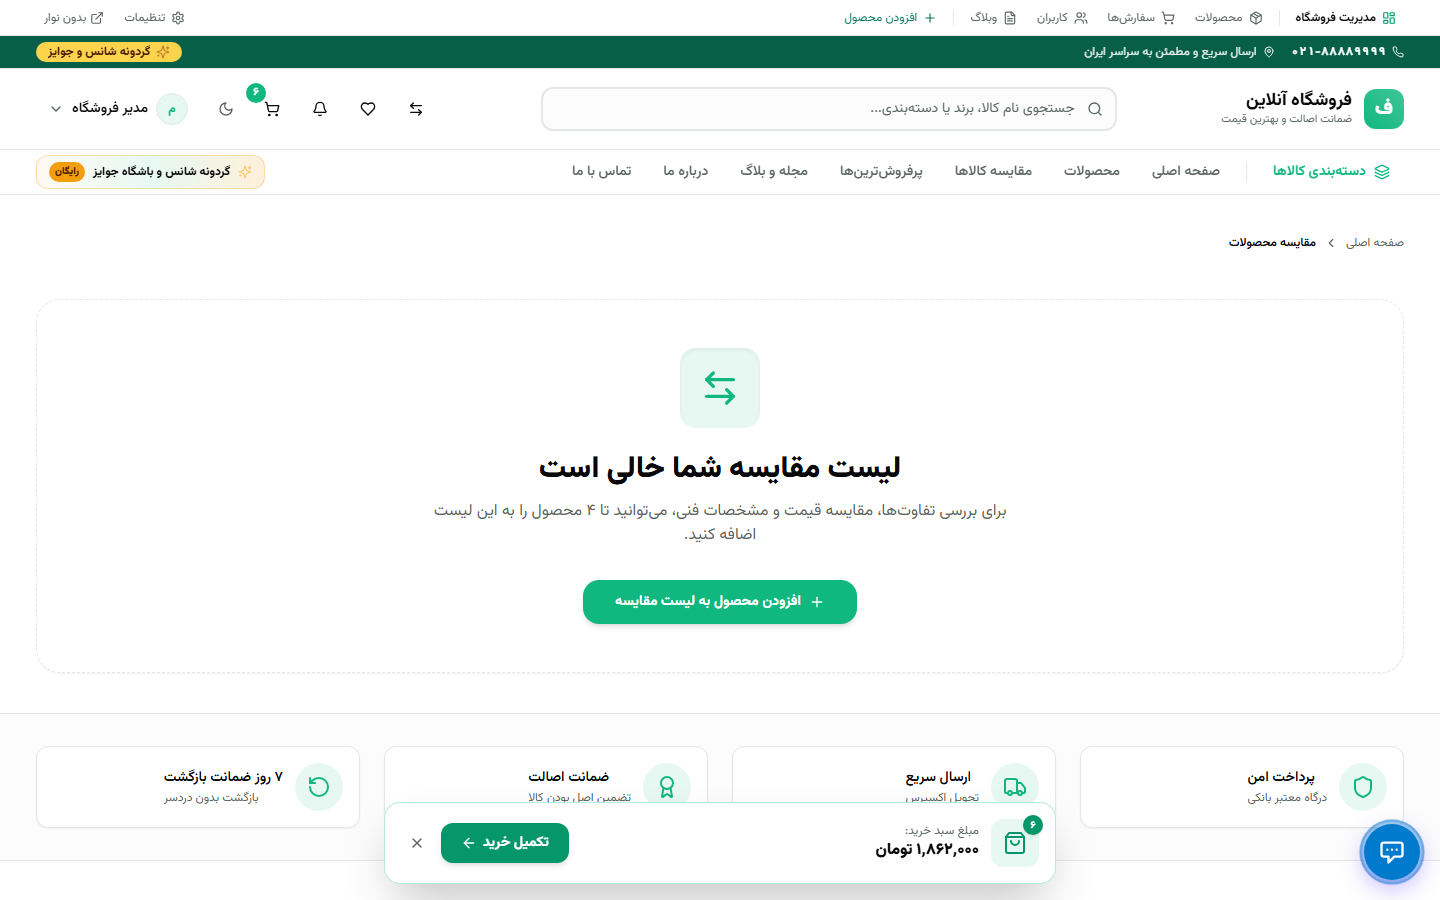 مدیریت فروشگاه
محصولات
سفارش‌ها
کاربران
وبلاگ
افزودن محصول
تنظیمات
بدون نوار
۰۲۱-۸۸۸۸۹۹۹۹
ارسال سریع و مطمئن به سراسر ایران
گردونه شانس و جوایز
ف
فروشگاه آنلاین
ضمانت اصالت و بهترین قیمت
جستجوی نام کالا، برند یا دسته‌بندی...
۶
م
مدیر فروشگاه
دسته‌بندی کالاها
صفحه اصلی
محصولات
مقایسه کالاها
پرفروش‌ترین‌ها
مجله و بلاگ
درباره ما
تماس با ما
گردونه شانس و باشگاه جوایز
رایگان
صفحه اصلی
مقایسه محصولات
لیست مقایسه شما خالی است
برای بررسی تفاوت‌ها، مقایسه قیمت و مشخصات فنی، می‌توانید تا ۴ محصول را به این لیست
اضافه کنید.
افزودن محصول به لیست مقایسه
پرداخت امن
درگاه معتبر بانکی
ارسال سریع
تحویل اکسپرس
ضمانت اصالت
تضمین اصل بودن کالا
۷ روز ضمانت بازگشت
بازگشت بدون دردسر
۶
مبلغ سبد خرید:
۱,۸۶۲,۰۰۰ تومان
تکمیل خرید